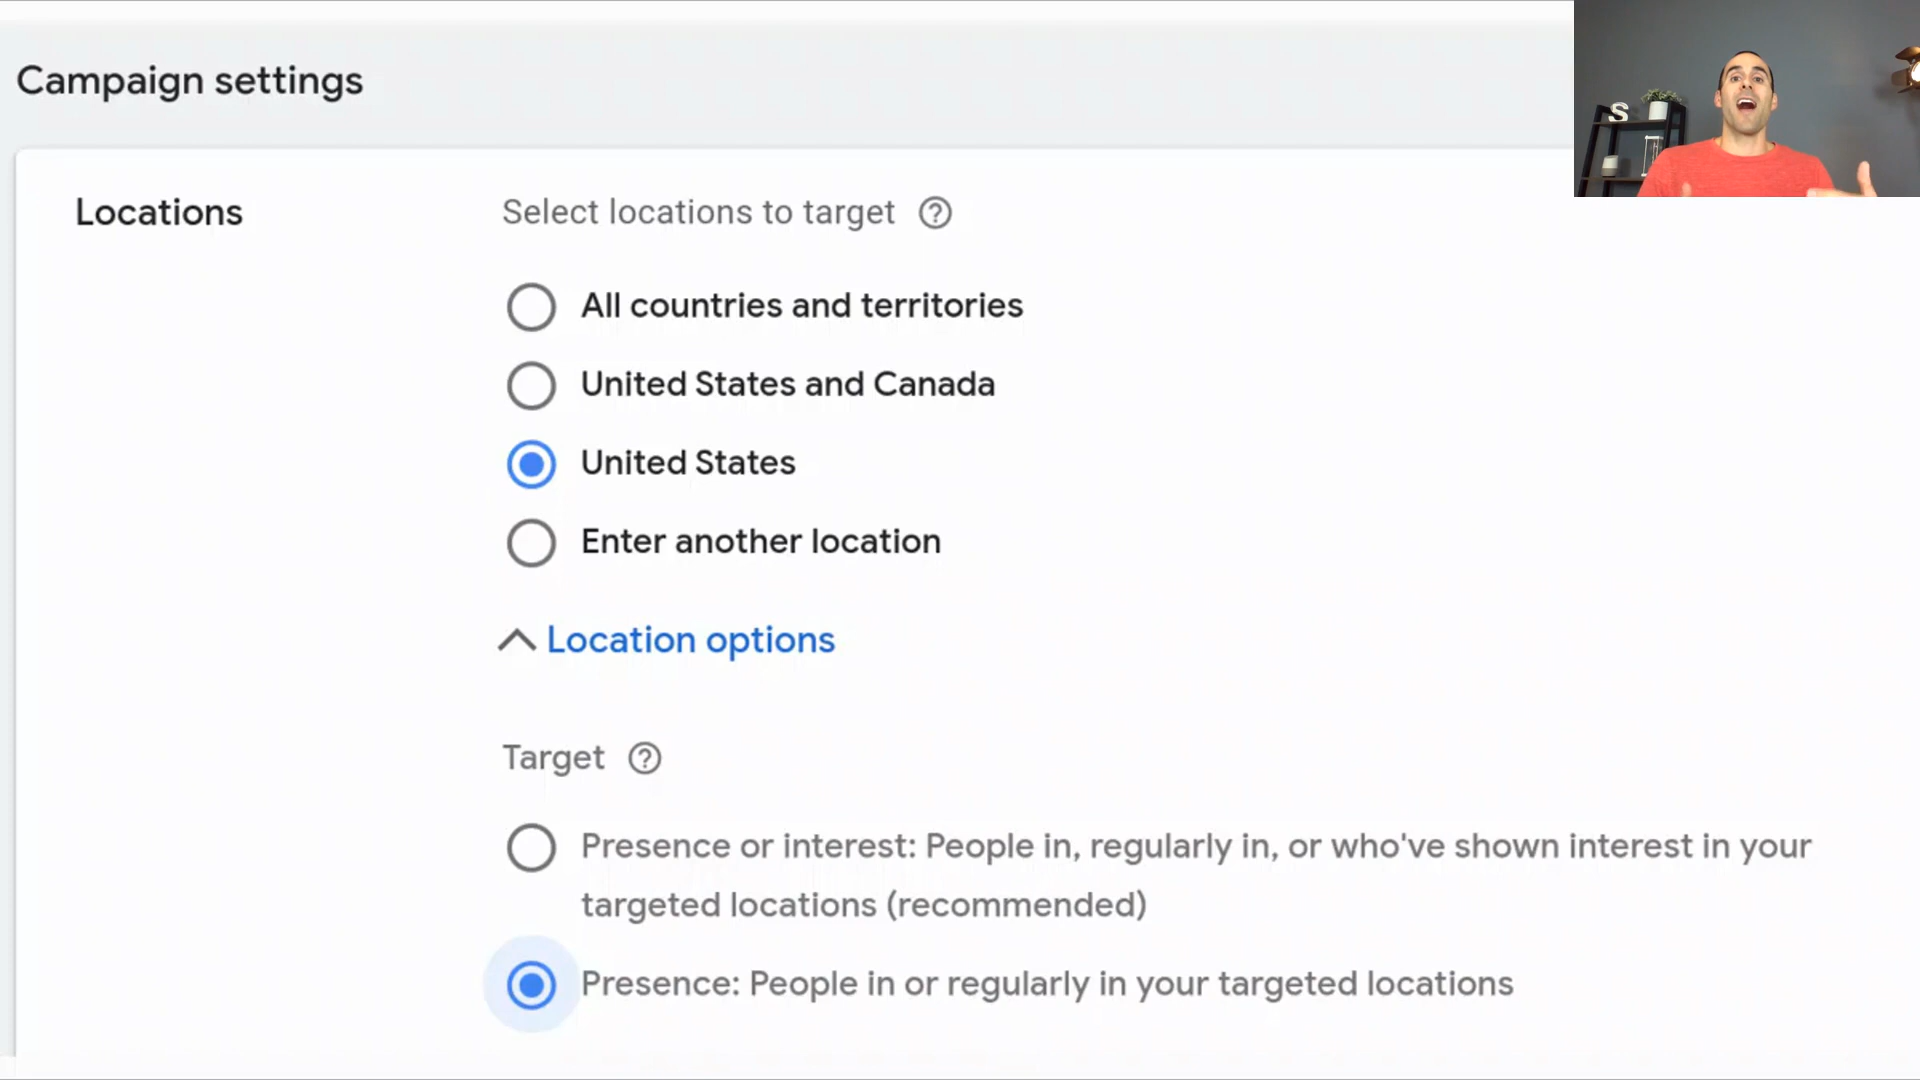 Campaign settings
Locations
Select locations to target
All countries and territories
United States and Canada
United States
Enter another location
Location options
Target
Presence or interest: People in, regularly in, or who've shown interest in your
targeted locations (recommended)
Presence: People in or regularly in your targeted locations
S